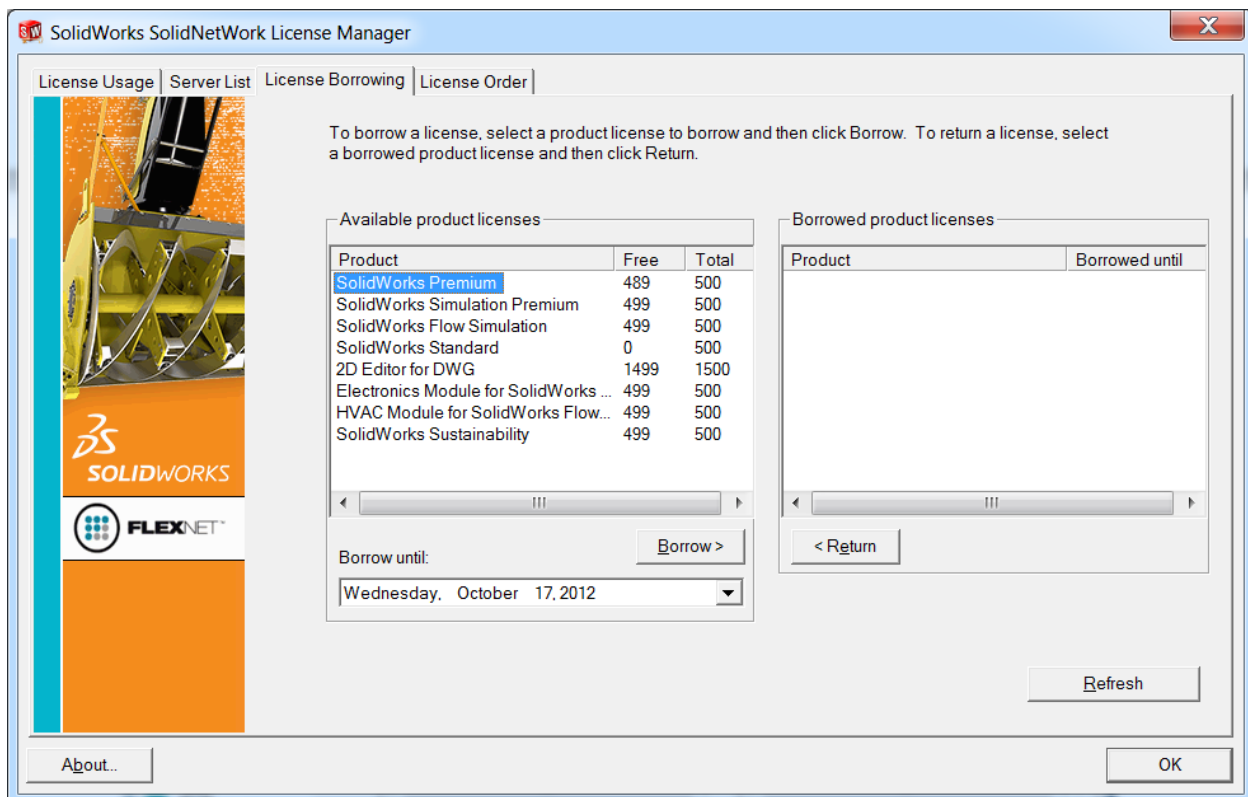 SolidWorks SolidNetWork License Manager
License Usage Server List License Borrowing License Order
To borrow a license, select a product license to borrow and then click Borrow. To return a license, select
a borrowed product license and then click Return.
Available product licenses
Product Free Total
SolidWorks Premium 489 500
SolidWorks Simulation Premium 499 500
SolidWorks Flow Simulation 499 500
SolidWorks Standard 0 500
2D Editor for DWG 1499 1500
Electronics Module for SolidWorks ... 499 500
HVAC Module for SolidWorks Flow... 499 500
SolidWorks Sustainability 499 500
Borrow until:
Borrow >
Wednesday, October 17, 2012
Borrowed product licenses
Product Borrowed until
< Return
Refresh
SOLIDWORKS
FLEXNET™
About...
OK